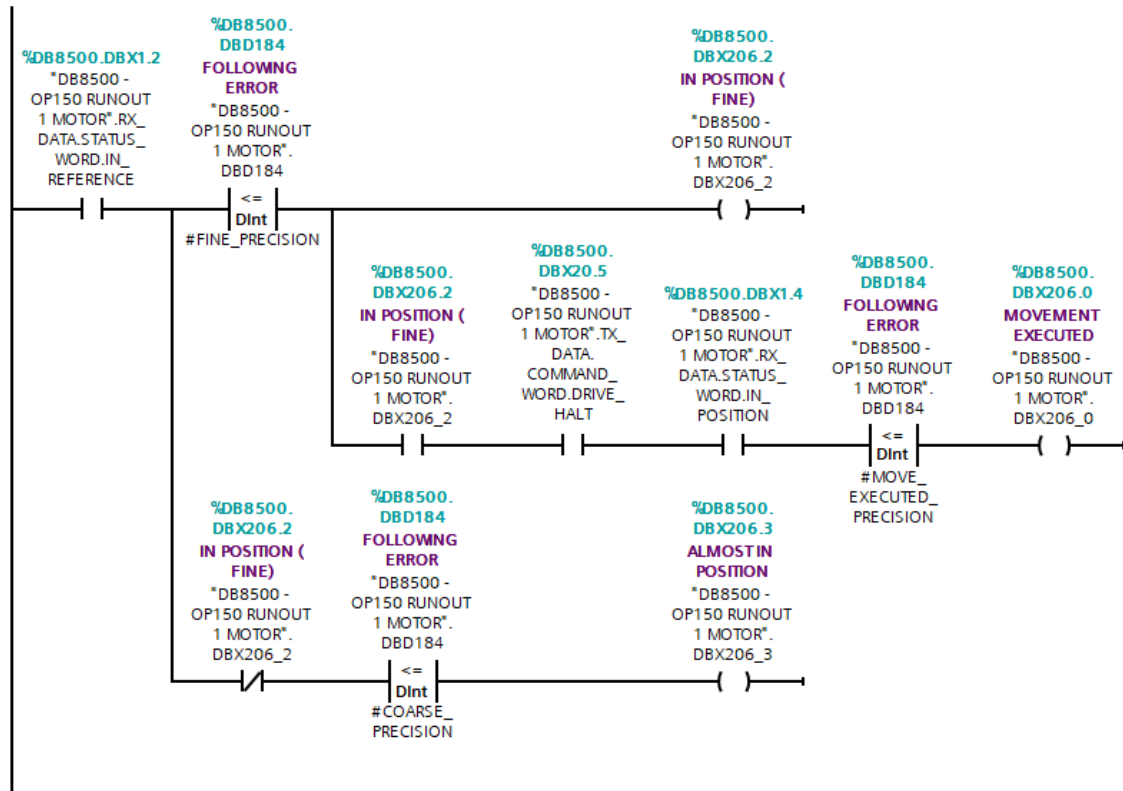 %DB8500.DBX1.2
"DB8500 -
OP150 RUNOUT
1 MOTOR".RX_
DATA.STATUS_
WORD.IN_
REFERENCE
%DB8500.
DBD184
FOLLOWING
ERROR
"DB8500 -
OP150 RUNOUT
1 MOTOR".
DBD184
<=
DInt
#FINE_PRECISION
%DB8500.
DBX206.2
IN POSITION (
FINE)
"DB8500 -
OP150 RUNOUT
1 MOTOR".
DBX206_2
%DB8500.
DBX206.2
IN POSITION (
FINE)
"DB8500 -
OP150 RUNOUT
1 MOTOR".
DBX206_2
%DB8500.
DBX20.5
"DB8500 -
OP150 RUNOUT
1 MOTOR".TX_
DATA.
COMMAND_
WORD.DRIVE_
HALT
%DB8500.DBX1.4
"DB8500 -
OP150 RUNOUT
1 MOTOR".RX_
DATA.STATUS_
WORD.IN_
POSITION
%DB8500.
DBD184
FOLLOWING
ERROR
"DB8500 -
OP150 RUNOUT
1 MOTOR".
DBD184
<=
DInt
#MOVE_
EXECUTED_
PRECISION
%DB8500.
DBX206.0
MOVEMENT
EXECUTED
"DB8500 -
OP150 RUNOUT
1 MOTOR".
DBX206_0
%DB8500.
DBX206.2
IN POSITION (
FINE)
"DB8500 -
OP150 RUNOUT
1 MOTOR".
DBX206_2
%DB8500.
DBD184
FOLLOWING
ERROR
"DB8500 -
OP150 RUNOUT
1 MOTOR".
DBD184
<=
DInt
#COARSE_
PRECISION
%DB8500.
DBX206.3
ALMOST IN
POSITION
"DB8500 -
OP150 RUNOUT
1 MOTOR".
DBX206_3